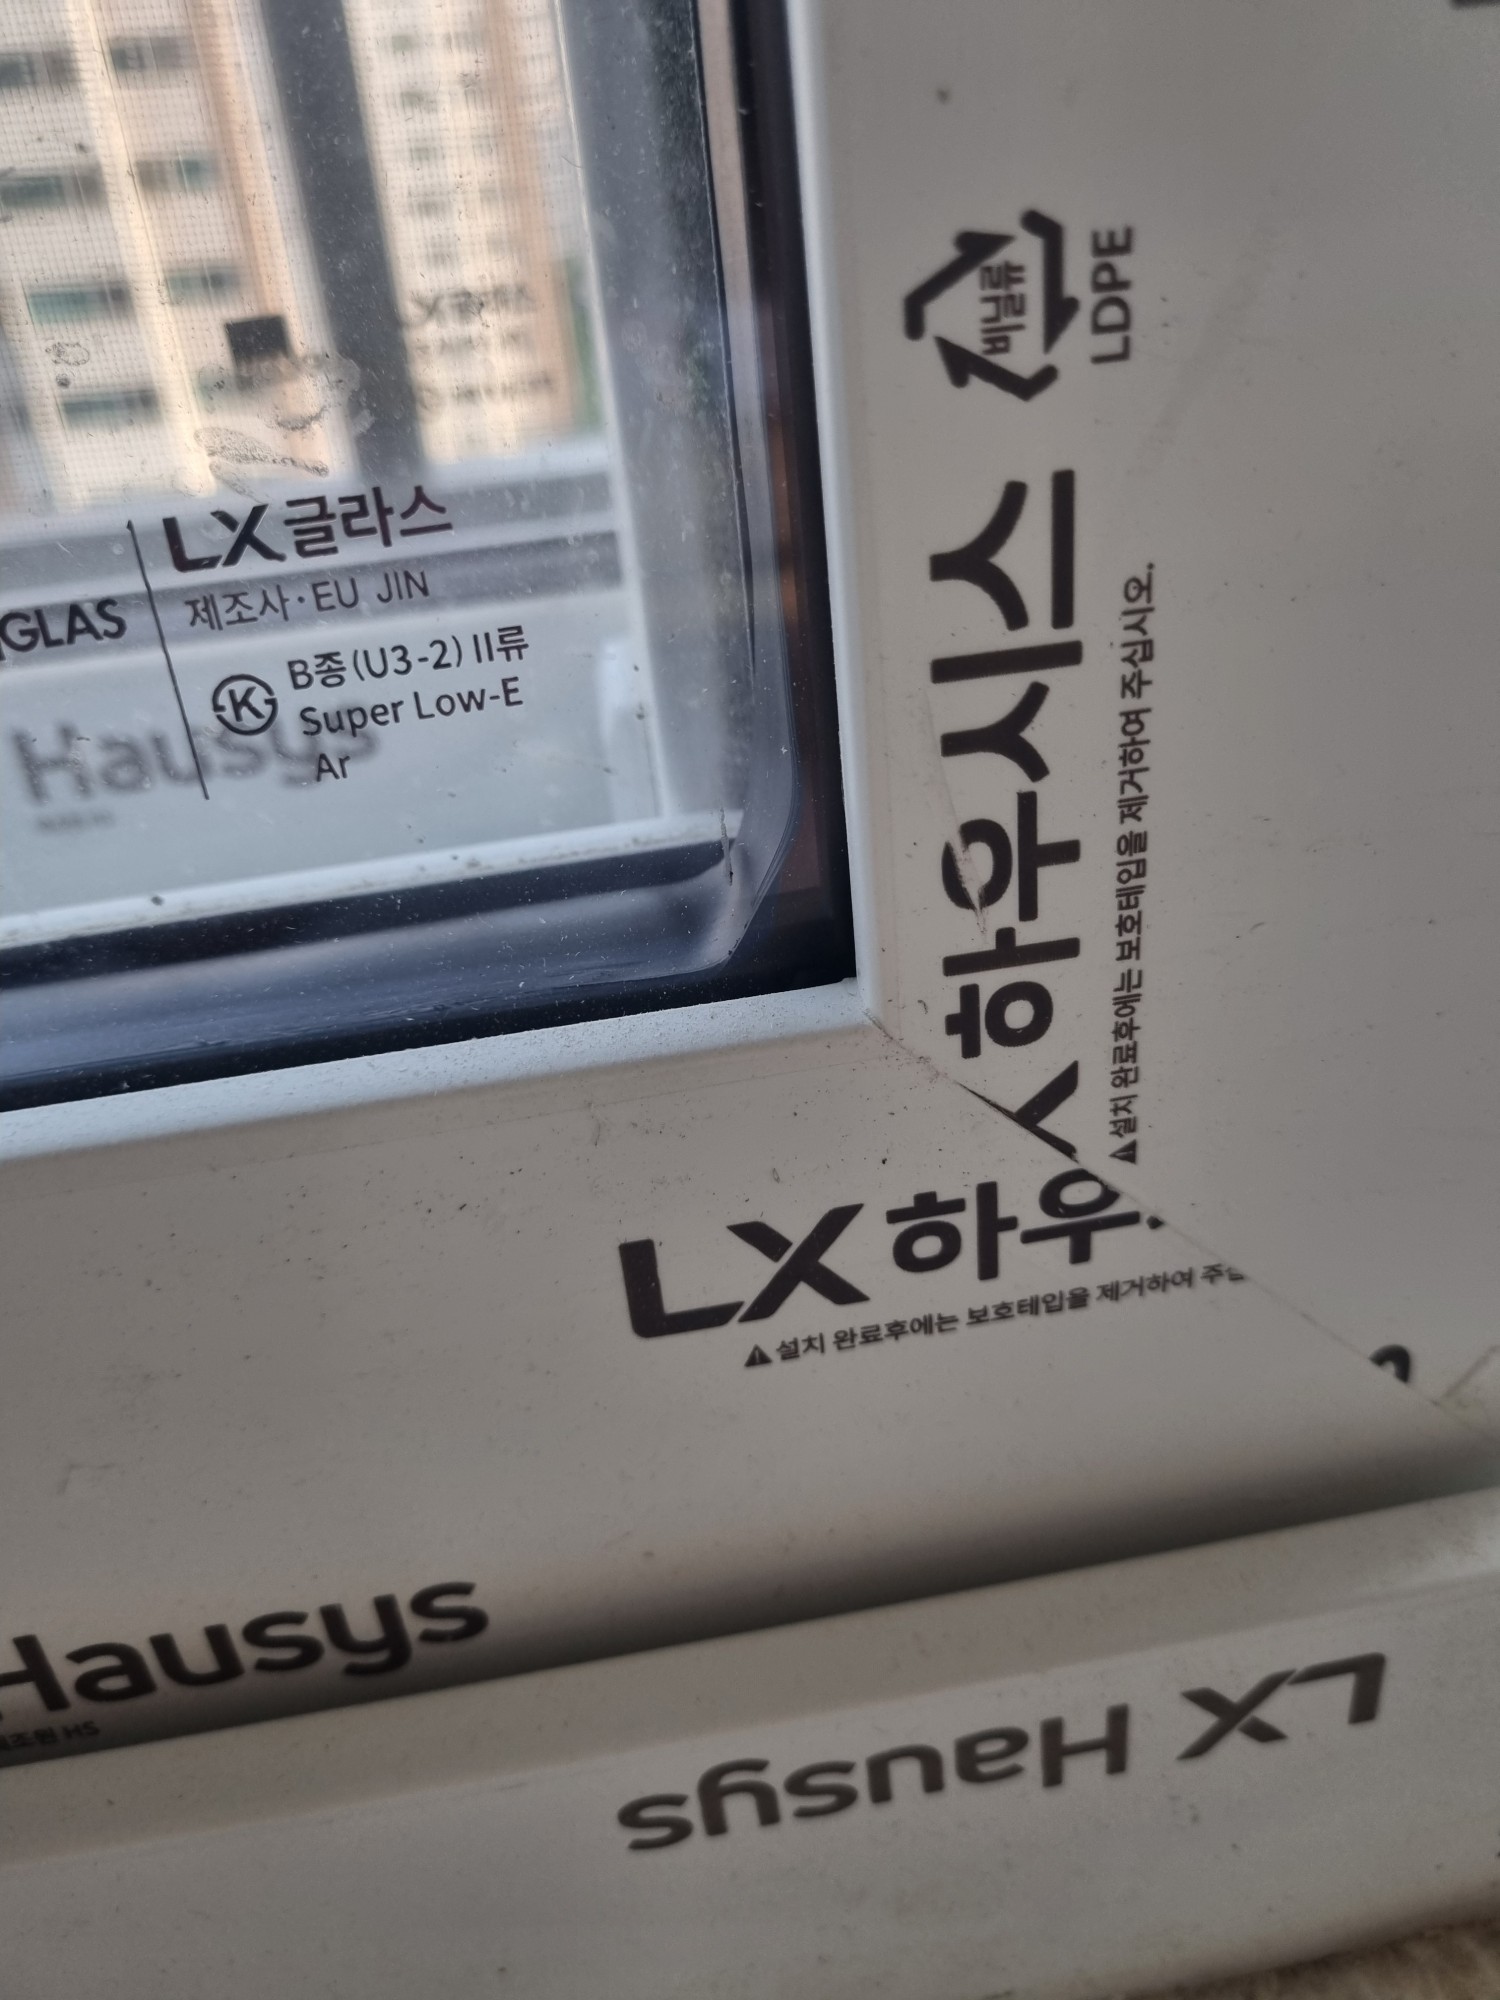 GLAS
LX글라스
제조사·EU JIN
B종(U3-2) II류
Super Low-E
Ar
Hausys
비닐류
LDPE
하우시스
⚠설치 완료후에는 보호테입을 제거하여 주십시오.
LX하우
⚠설치 완료후에는 보호테입을 제거하여
Hausys
HS
LX Hausys